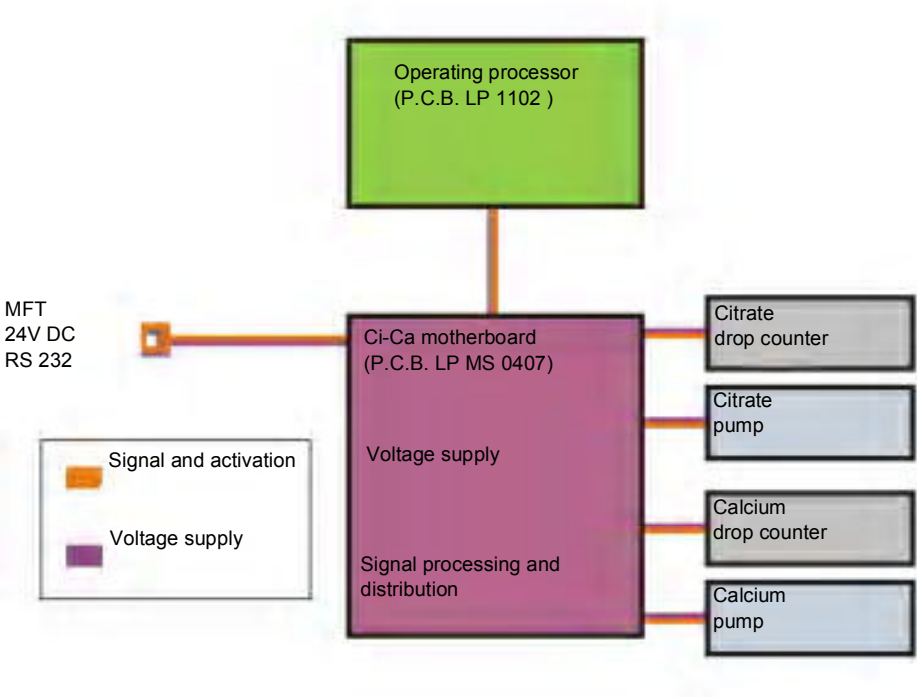 Operating processor
(P.C.B. LP 1102 )
MFT
24V DC
RS 232
Ci-Ca motherboard
(P.C.B. LP MS 0407)
Voltage supply
Signal processing and
distribution
Citrate
drop counter
Citrate
pump
Calcium
drop counter
Calcium
pump
Signal and activation
Voltage supply